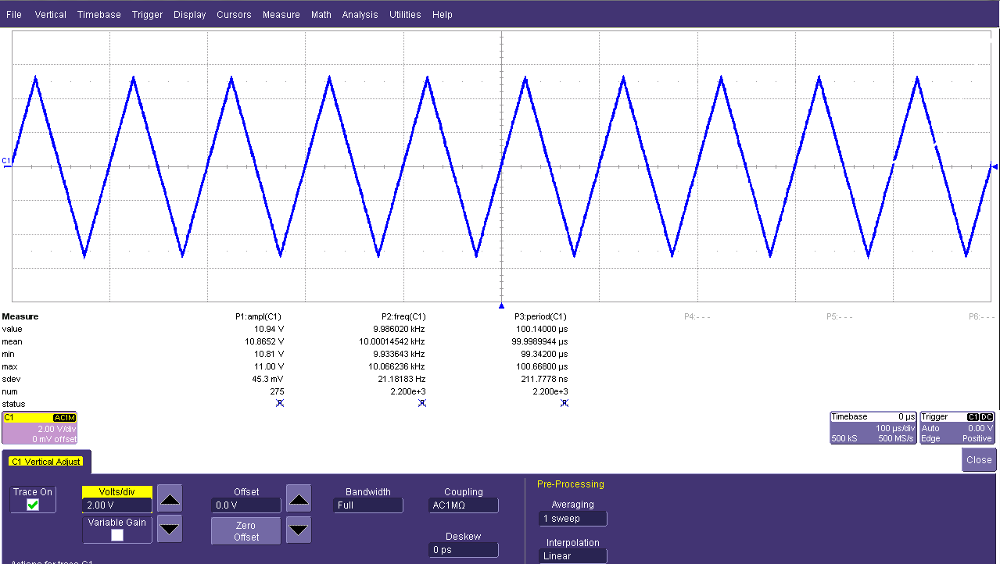 File Vertical Timebase Trigger Display Cursors Measure Math Analysis Utilities Help
C1
Measure P1:ampl(C1) P2:freq(C1) P3:period(C1) P4:- - - P5:- - - P6:- - -
value 10.94 V 9.986020 kHz 100.14000 µs
mean 10.8652 V 10.00014542 kHz 99.9989944 µs
min 10.81 V 9.933643 kHz 99.34200 µs
max 11.00 V 10.066236 kHz 100.66800 µs
sdev 45.3 mV 21.18183 Hz 211.7778 ns
num 275 2.200e+3 2.200e+3
status
C1 AC1M
2.00 V/div
0 mV offset
Timebase 0 µs
100 µs/div
500 kS 500 MS/s
Trigger C1 DC
Auto 0.00 V
Edge Positive
C1 Vertical Adjust
Close
Trace On
Volts/div
2.00 V
Variable Gain
Offset
0.0 V
Zero
Offset
Bandwidth
Full
Coupling
AC1MΩ
Deskew
0 ps
Pre-Processing
Averaging
1 sweep
Interpolation
Linear
Actions for trace C1